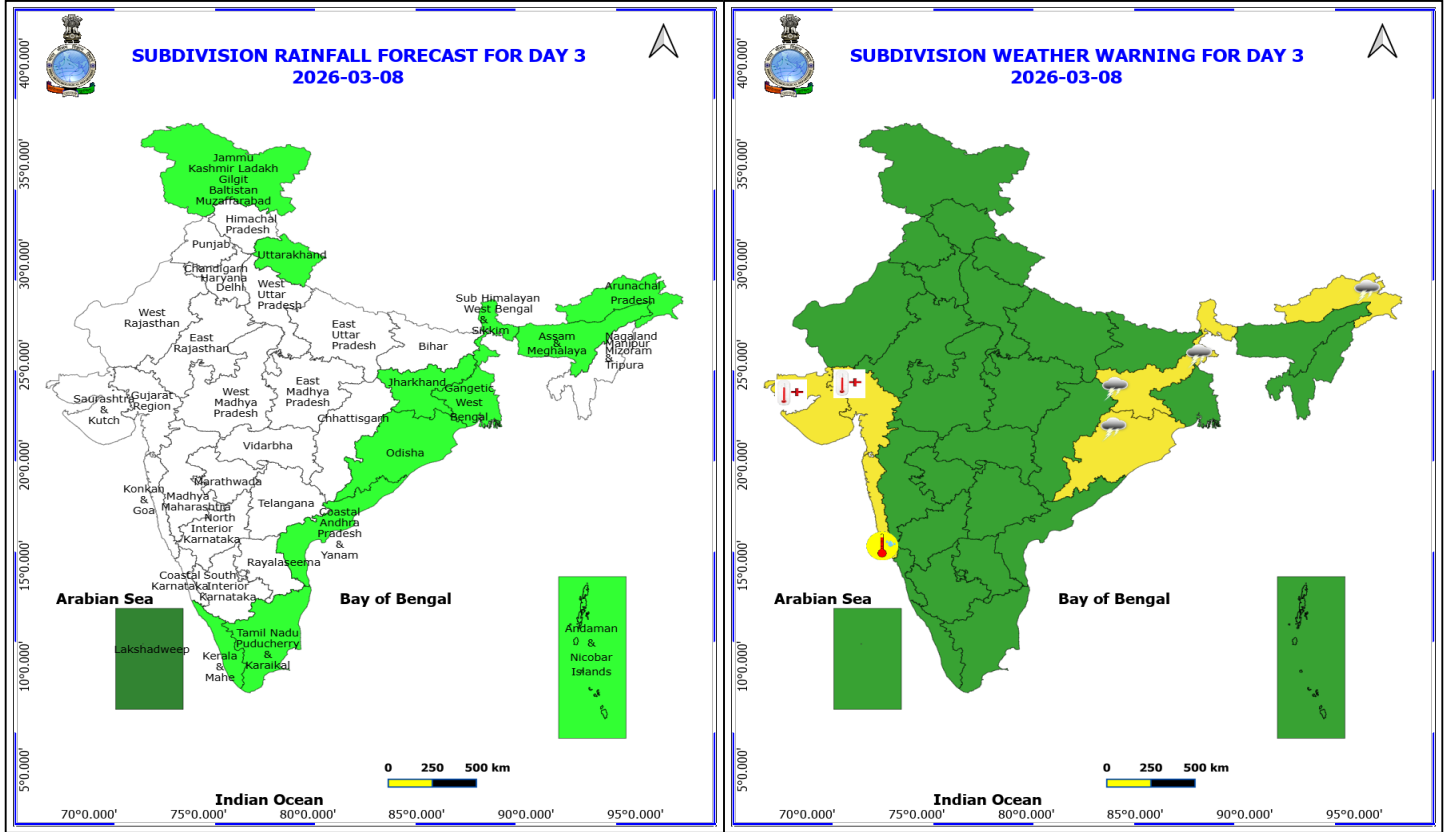 SUBDIVISION RAINFALL FORECAST FOR DAY 3
2026-03-08
40°0.000'
35°0.000'
30°0.000'
25°0.000'
20°0.000'
15°0.000'
10°0.000'
5°0.000'
Jammu
Kashmir Ladakh
Gilgit
Baltistan
Muzaffarabad
Himachal
Pradesh
Punjab
Uttarakhand
Chandigarh
Haryana
Delhi
West
Uttar
Pradesh
Arunachal
Pradesh
Sub Himalayan
West Bengal
&
Sikkim
West
Rajasthan
East
Rajasthan
East
Uttar
Pradesh
Bihar
Assam
&
Meghalaya
Nagaland
Manipur
Mizoram
&
Tripura
Saurashtra
&
Kutch
Gujarat
Region
West
Madhya
Pradesh
East
Madhya
Pradesh
Jharkhand
Gangetic
West
Bengal
Chhattisgarh
Vidarbha
Odisha
Konkan
&
Goa
Madhya
Maharashtra
Marathwada
Telangana
North
Interior
Karnataka
Coastal
Andhra
Pradesh
&
Yanam
Rayalaseema
Coastal
Karnataka
South
Interior
Karnataka
Arabian Sea
Bay of Bengal
Lakshadweep
Kerala
&
Mahe
Tamil Nadu
Puducherry
&
Karaikal
Andaman
&
Nicobar
Islands
0 250 500 km
Indian Ocean
70°0.000' 75°0.000' 80°0.000' 85°0.000' 90°0.000' 95°0.000'
SUBDIVISION WEATHER WARNING FOR DAY 3
2026-03-08
40°0.000'
35°0.000'
30°0.000'
25°0.000'
20°0.000'
15°0.000'
10°0.000'
5°0.000'
Arabian Sea
Bay of Bengal
0 250 500 km
Indian Ocean
70°0.000' 75°0.000' 80°0.000' 85°0.000' 90°0.000' 95°0.000'